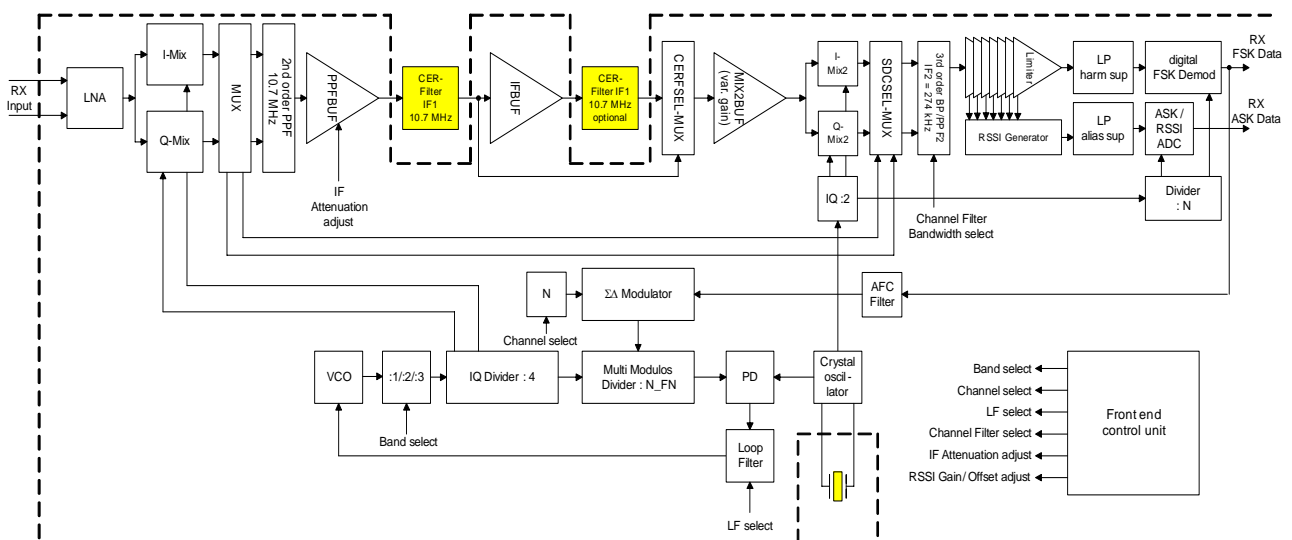 RX
Input
LNA
I-Mix
Q-Mix
MUX
2nd order PPF
10.7 MHz
PPFBUF
IF
Attenuation
adjust
CER-
Filter
IF1
10.7 MHz
IFBUF
CER-
Filter IF1
10.7 MHz
optional
CERFSEL-MUX
MIX2BUF
(var. gain)
I-
Mix2
Q-
Mix2
IQ :2
SDCSEL-MUX
3rd order BP/PPF2
IF2 = 274 kHz
Channel Filter
Bandwidth select
Limiter
RSSI Generator
LP
harm sup
LP
alias sup
digital
FSK Demod
ASK /
RSSI
ADC
Divider
: N
RX
FSK Data
RX
ASK Data
N
Channel select
ΣΔ Modulator
AFC
Filter
VCO
:1/:2/:3
Band select
IQ Divider : 4
Multi Modulos
Divider : N_FN
PD
Crystal
oscil-
lator
Loop
Filter
LF select
Band select
Channel select
LF select
Channel Filter select
IF Attenuation adjust
RSSI Gain/Offset adjust
Front end
control unit